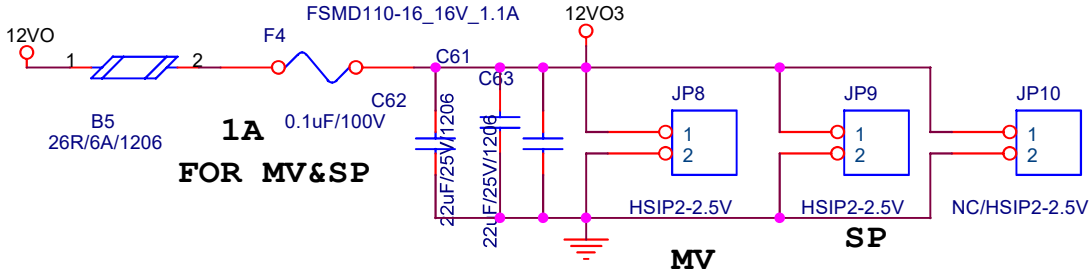 FSMD110-16_16V_1.1A
12VO
F4
12VO3
1
2
C61
C63
C62
B5
26R/6A/1206
0.1uF/100V
1A
FOR MV&SP
22uF/25V/1206
22uF/25V/1206
JP8
1
2
HSIP2-2.5V
MV
JP9
1
2
HSIP2-2.5V
SP
JP10
1
2
NC/HSIP2-2.5V